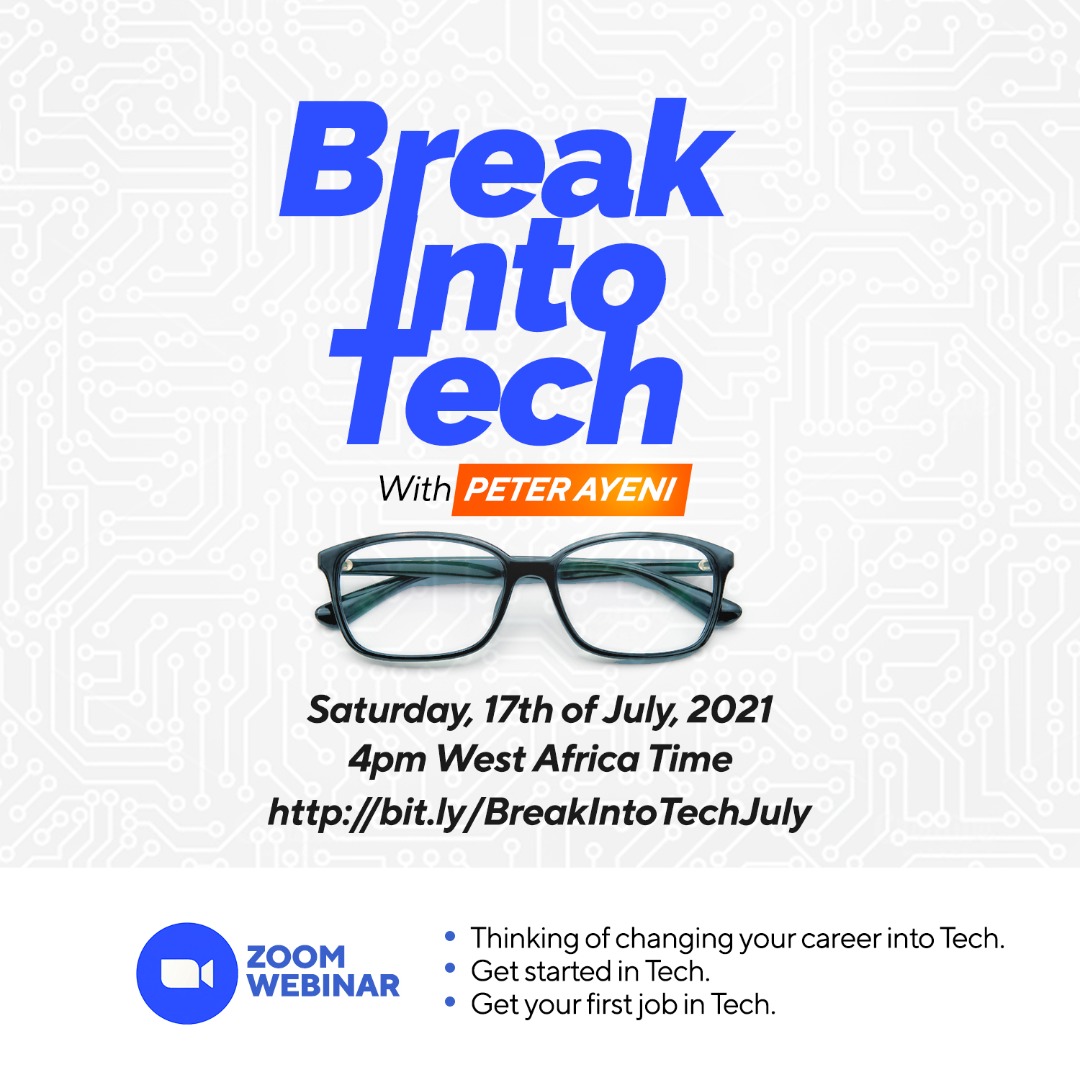 Break
Into
Tech
With PETER AYENI
Saturday, 17th of July, 2021
4pm West Africa Time
http://bit.ly/BreakIntoTechJuly
ZOOM
WEBINAR
• Thinking of changing your career into Tech.
• Get started in Tech.
• Get your first job in Tech.